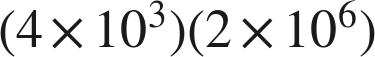 (4 × 10³)(2 × 10⁶)